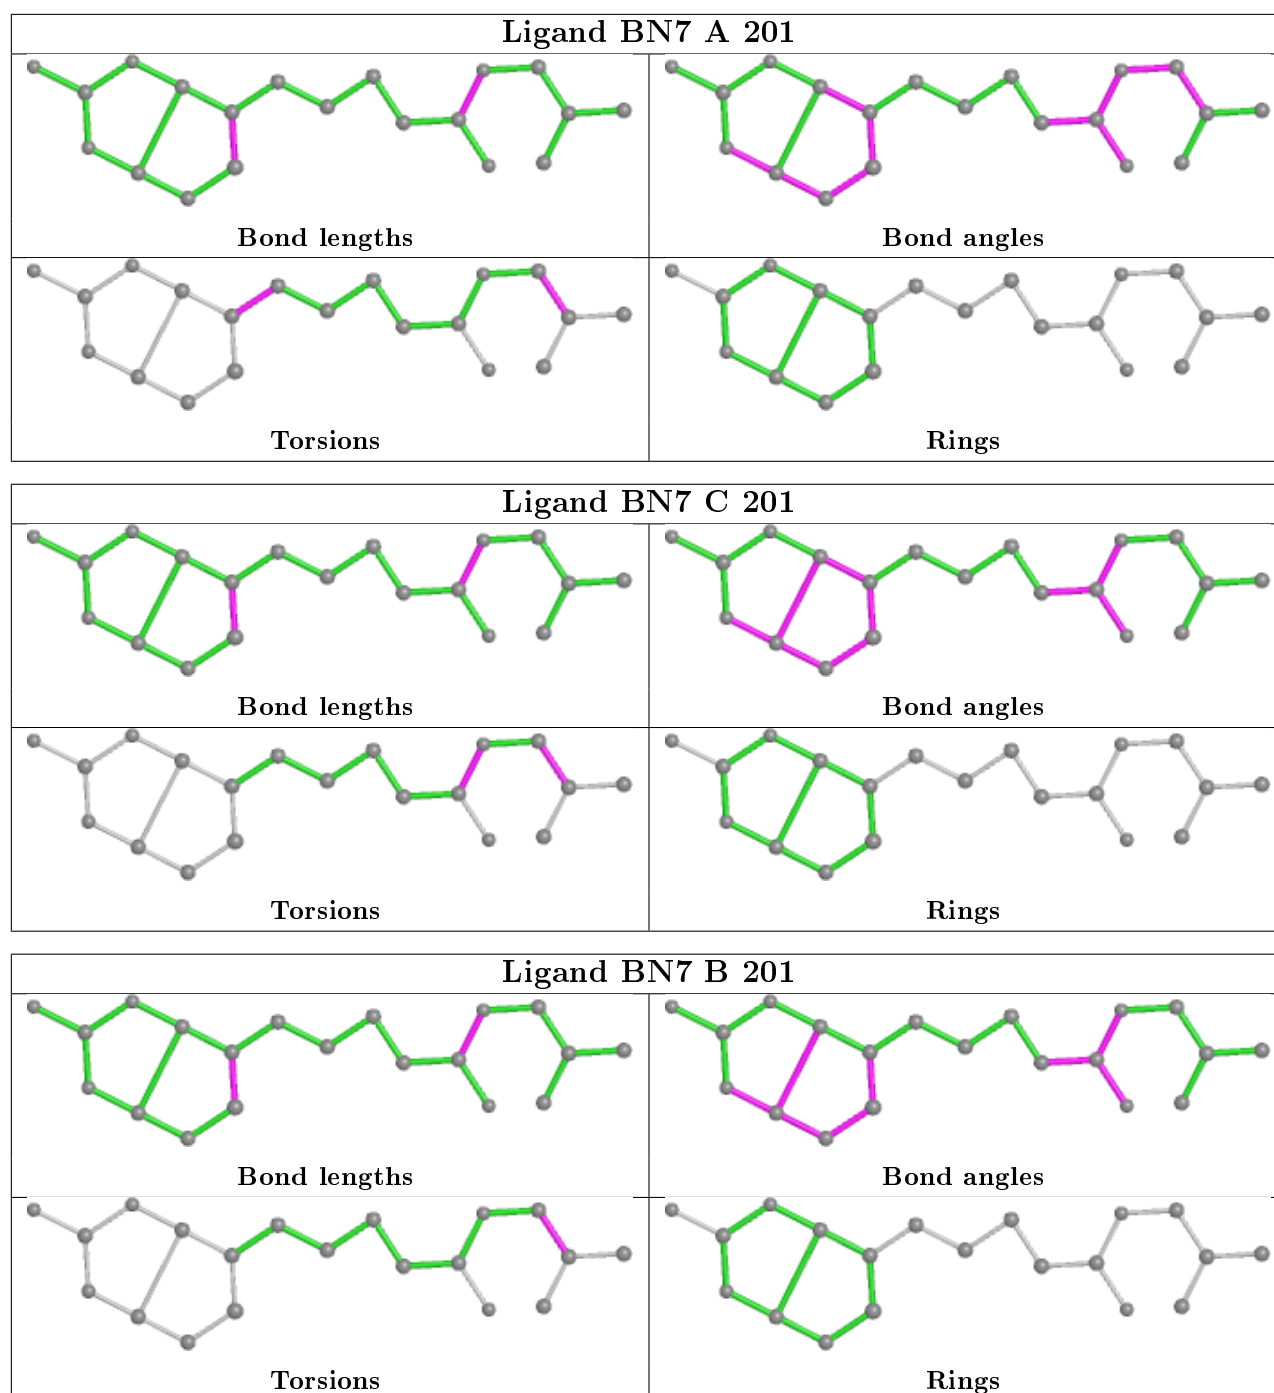 Ligand BN7 A 201
Bond lengths
Bond angles
Torsions
Rings
Ligand BN7 C 201
Bond lengths
Bond angles
Torsions
Rings
Ligand BN7 B 201
Bond lengths
Bond angles
Torsions
Rings